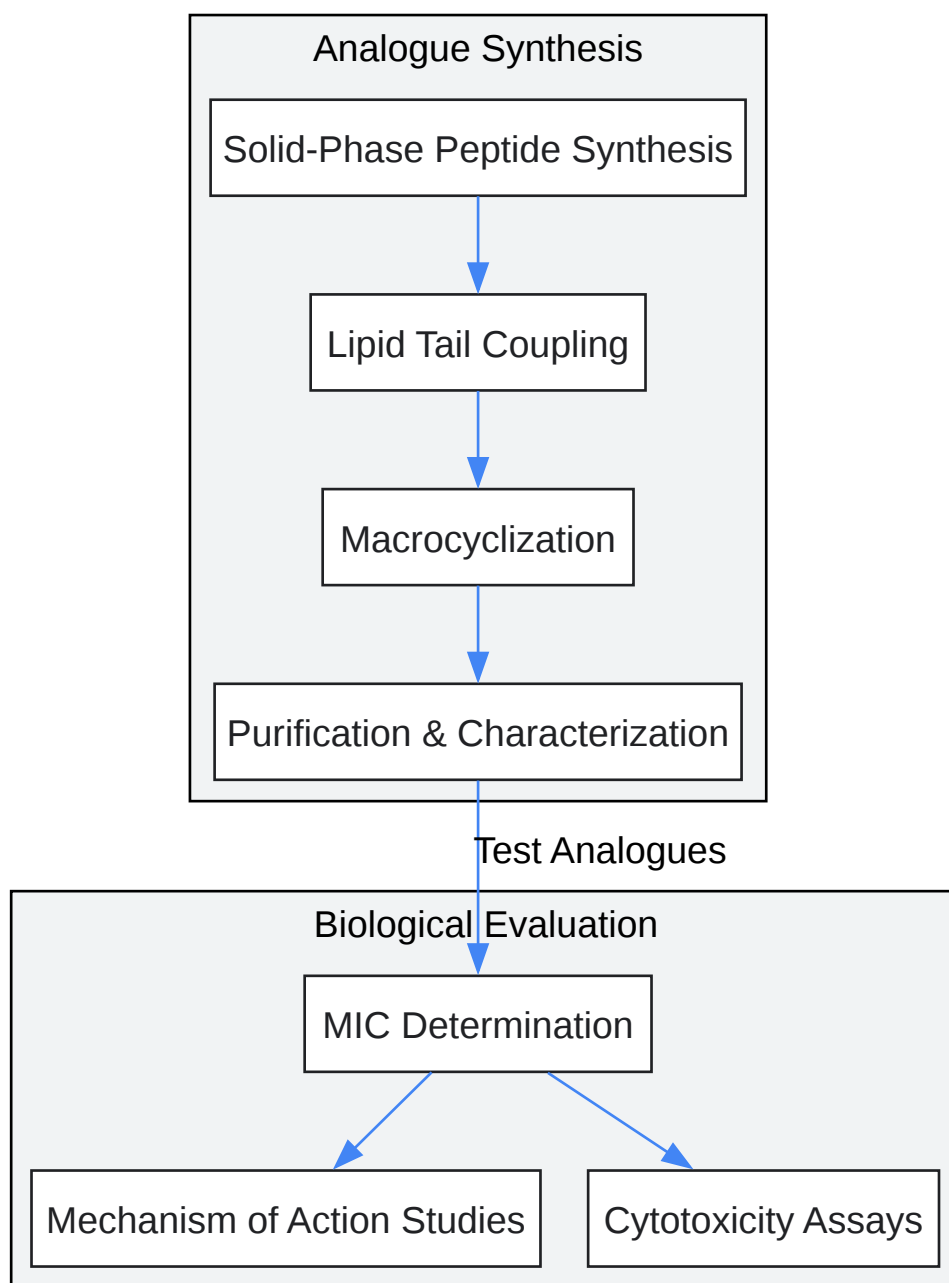 Analogue Synthesis
Solid-Phase Peptide Synthesis
Lipid Tail Coupling
Macrocyclization
Purification & Characterization
Test Analogues
Biological Evaluation
MIC Determination
Mechanism of Action Studies
Cytotoxicity Assays